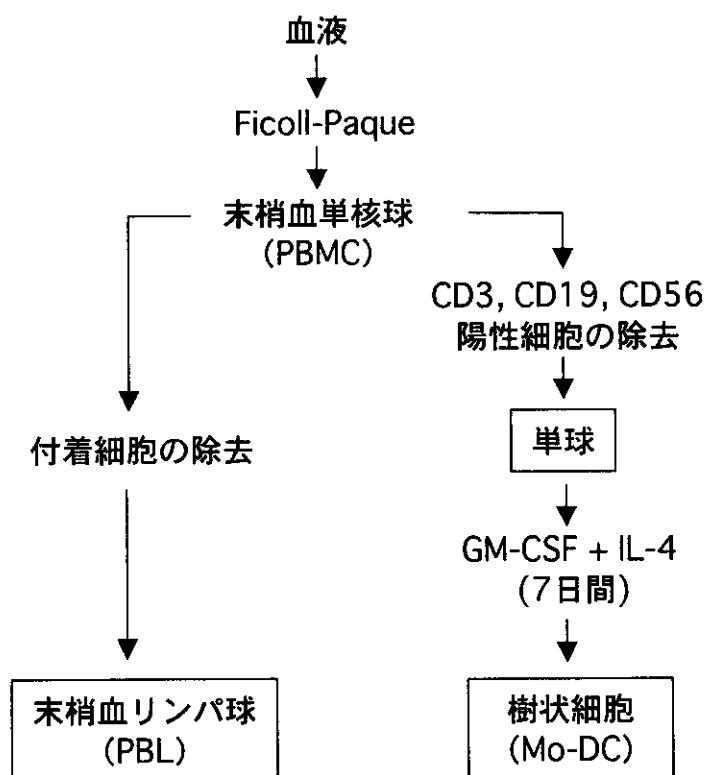 血液
Ficoll-Paque
末梢血単核球
(PBMC)
CD3, CD19, CD56
陽性細胞の除去
付着細胞の除去
単球
GM-CSF + IL-4
(7日間)
末梢血リンパ球
(PBL)
樹状細胞
(Mo-DC)